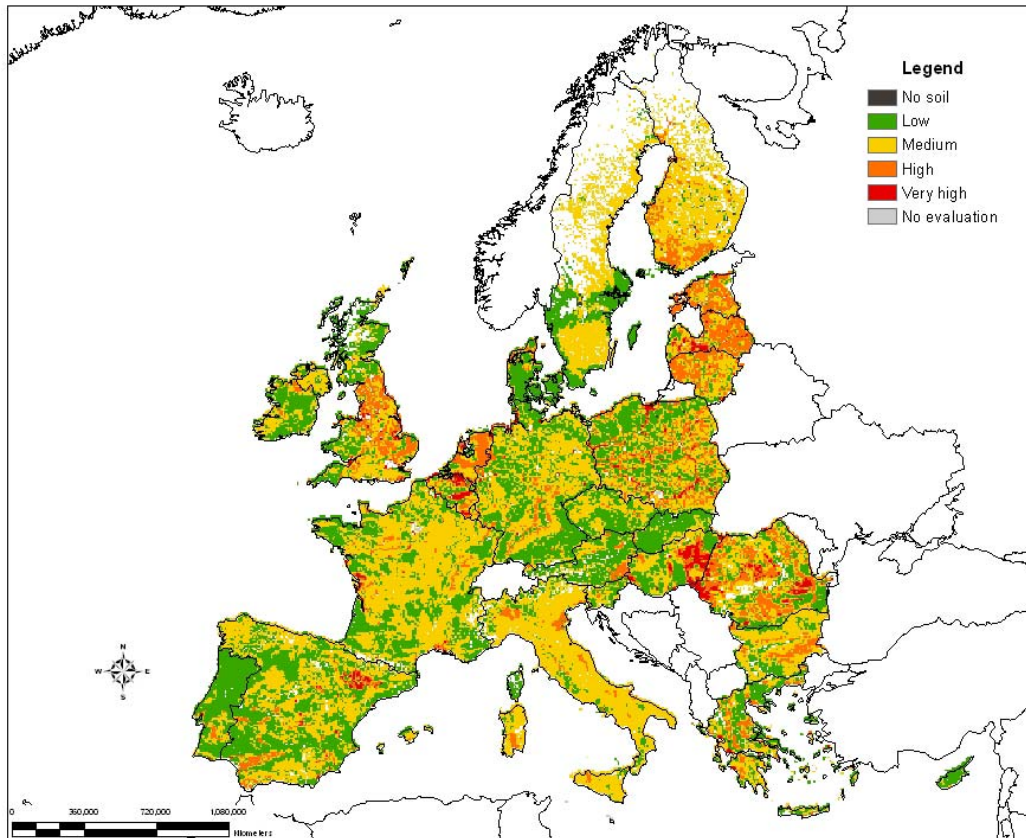 Legend
No soil
Low
Medium
High
Very high
No evaluation
N
W E
S
0 360,000 720,000 1,080,000
Kilometers